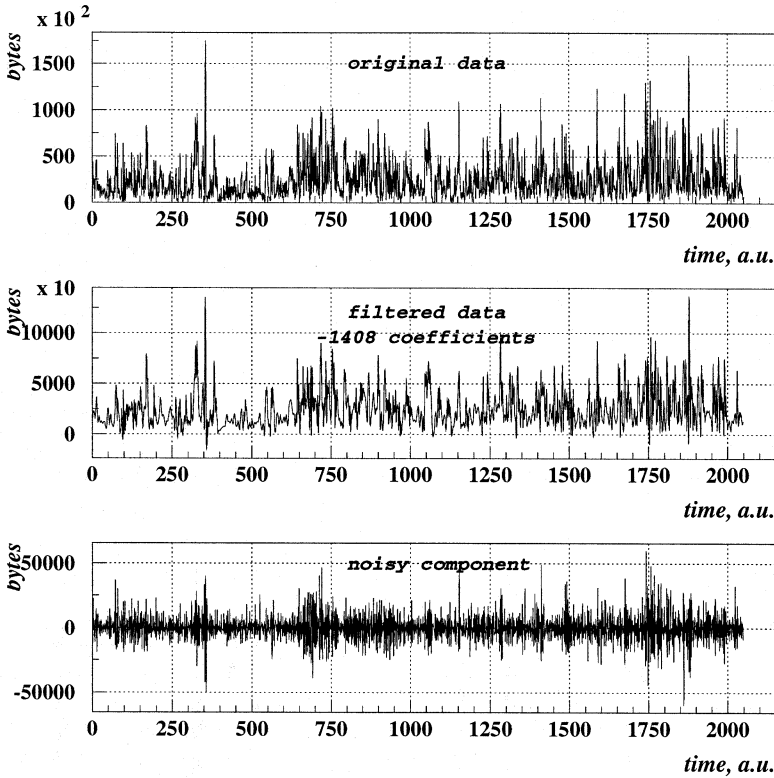 x 10 2
bytes
original data
1500
1000
500
0
0 250 500 750 1000 1250 1500 1750 2000
time, a.u.
x 10
bytes
filtered data
-1408 coefficients
10000
5000
0
0 250 500 750 1000 1250 1500 1750 2000
time, a.u.
bytes
noisy component
50000
0
-50000
0 250 500 750 1000 1250 1500 1750 2000
time, a.u.